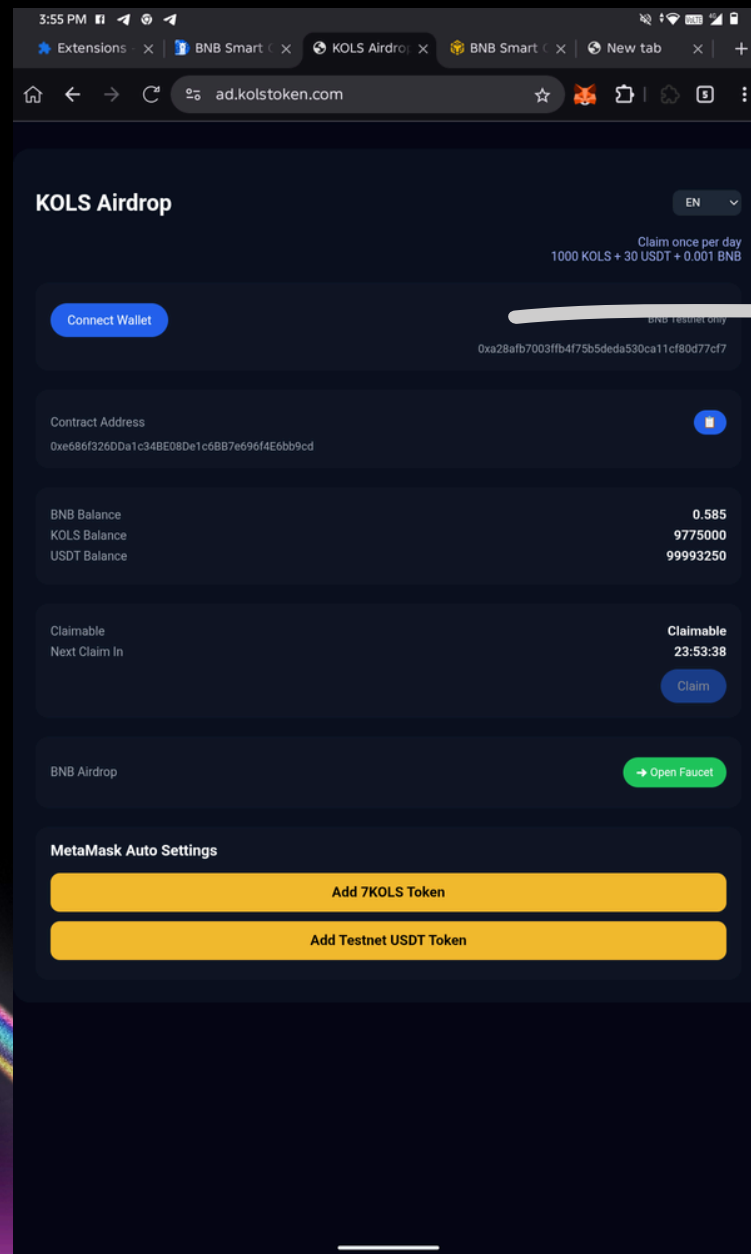 3:55 PM
Extensions - BNB Smart C KOLS Airdrop BNB Smart C New tab
ad.kolstoken.com 5
KOLS Airdrop
EN
Claim once per day
1000 KOLS + 30 USDT + 0.001 BNB
Connect Wallet
BNB Testnet only
0xa28afb7003ffb4f75b5deda530ca11cf80d77cf7
Contract Address
0xe686f326DDa1c34BE08De1c6BB7e696f4E6bb9cd
BNB Balance 0.585
KOLS Balance 9775000
USDT Balance 99993250
Claimable Claimable
Next Claim In 23:53:38
Claim
BNB Airdrop
➔ Open Faucet
MetaMask Auto Settings
Add 7KOLS Token
Add Testnet USDT Token